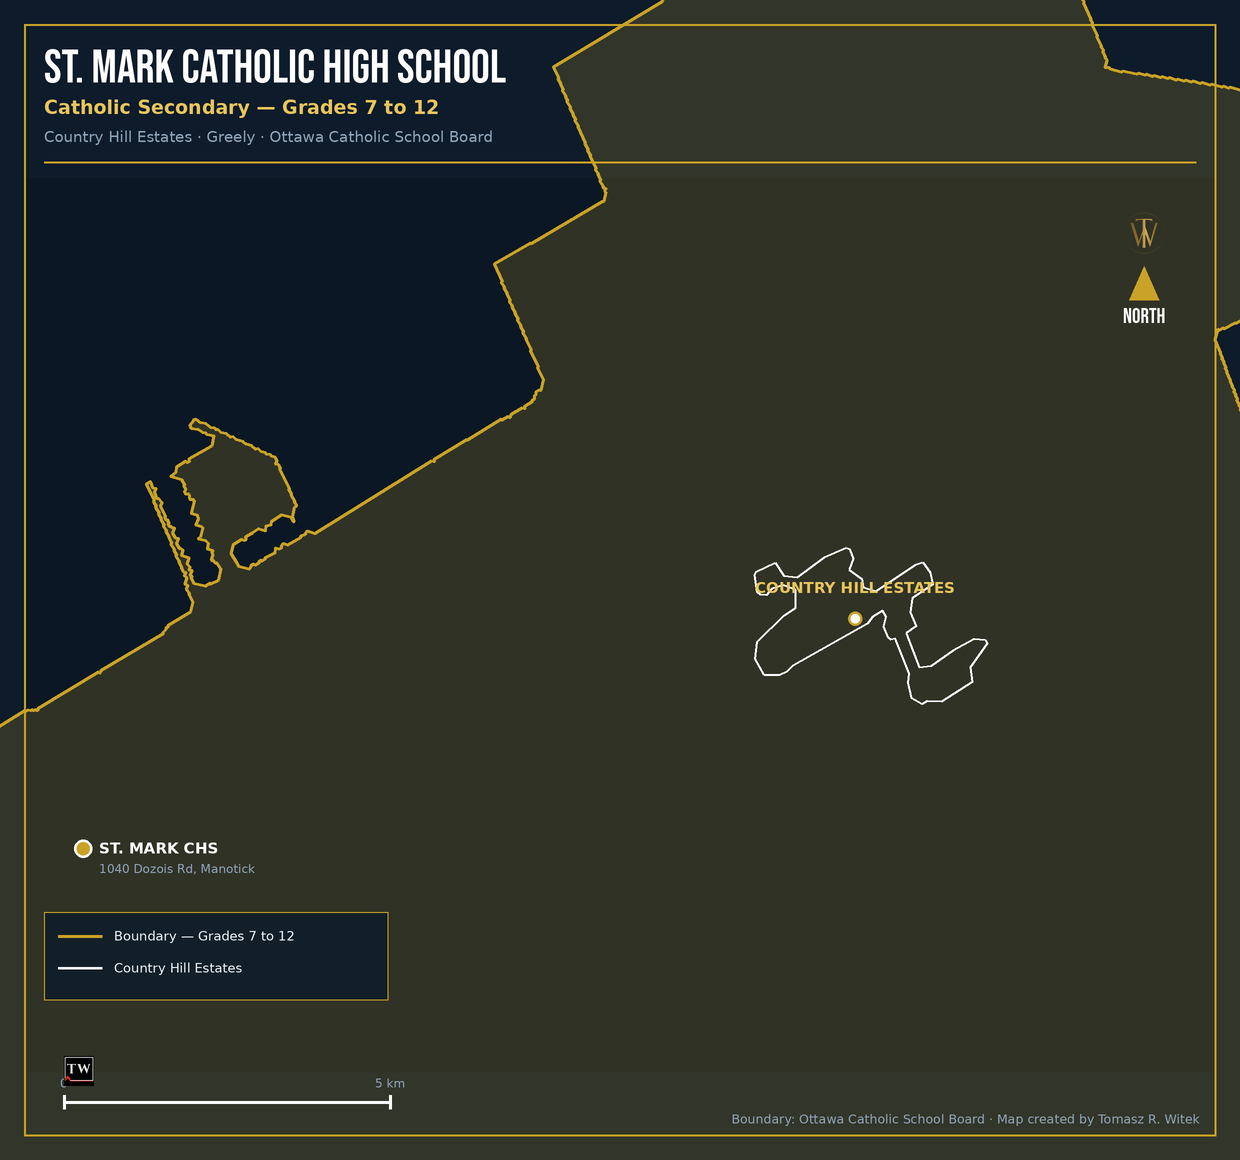 ST. MARK CATHOLIC HIGH SCHOOL
Catholic Secondary — Grades 7 to 12
Country Hill Estates · Greely · Ottawa Catholic School Board
TW
NORTH
COUNTRY HILL ESTATES
ST. MARK CHS
1040 Dozois Rd, Manotick
Boundary — Grades 7 to 12
Country Hill Estates
TW
5 km
Boundary: Ottawa Catholic School Board · Map created by Tomasz R. Witek